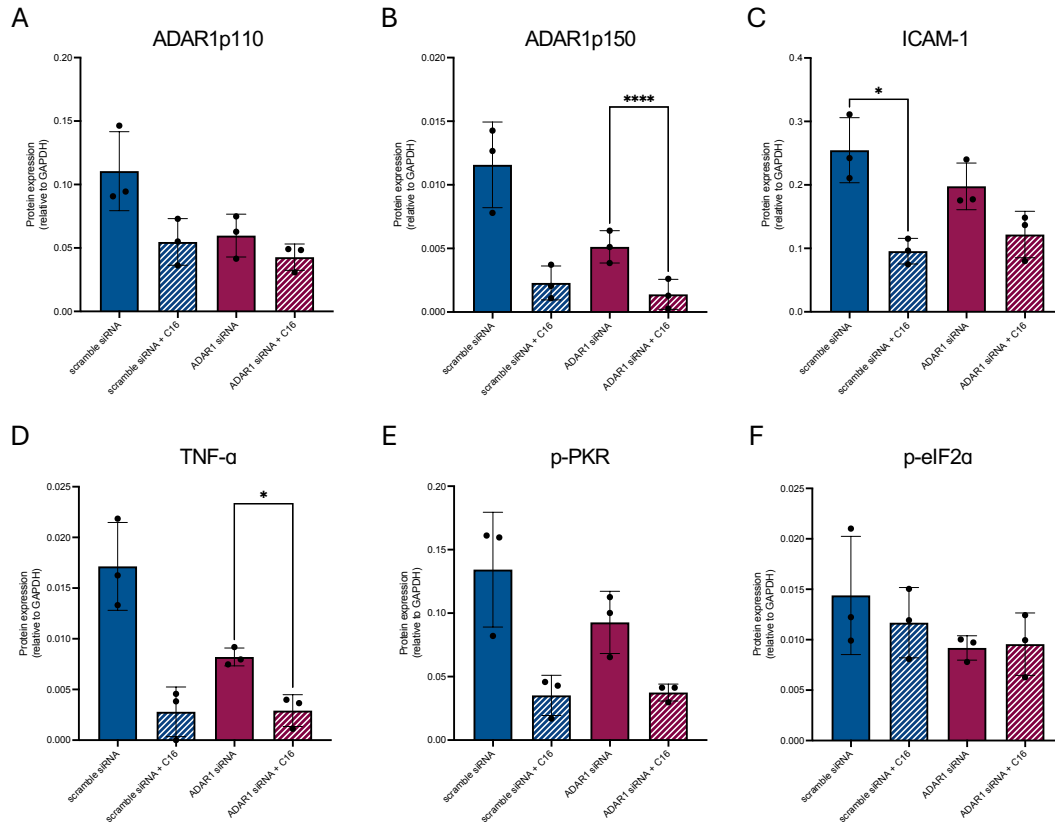 A
ADAR1p110
Protein expression
(relative to GAPDH)
0.20
0.15
0.10
0.05
0.00
scramble siRNA
scramble siRNA + C16
ADAR1 siRNA
ADAR1 siRNA + C16
B
ADAR1p150
Protein expression
(relative to GAPDH)
0.015
0.010
0.005
0.000
****
scramble siRNA
scramble siRNA + C16
ADAR1 siRNA
ADAR1 siRNA + C16
C
ICAM-1
Protein expression
(relative to GAPDH)
0.4
0.3
0.2
0.1
0.0
*
scramble siRNA
scramble siRNA + C16
ADAR1 siRNA
ADAR1 siRNA + C16
D
TNF-α
Protein expression
(relative to GAPDH)
0.025
0.020
0.015
0.010
0.005
0.000
*
scramble siRNA
scramble siRNA + C16
ADAR1 siRNA
ADAR1 siRNA + C16
E
p-PKR
Protein expression
(relative to GAPDH)
0.20
0.15
0.10
0.05
0.00
scramble siRNA
scramble siRNA + C16
ADAR1 siRNA
ADAR1 siRNA + C16
F
p-eIF2α
Protein expression
(relative to GAPDH)
0.025
0.020
0.015
0.010
0.005
0.000
scramble siRNA
scramble siRNA + C16
ADAR1 siRNA
ADAR1 siRNA + C16